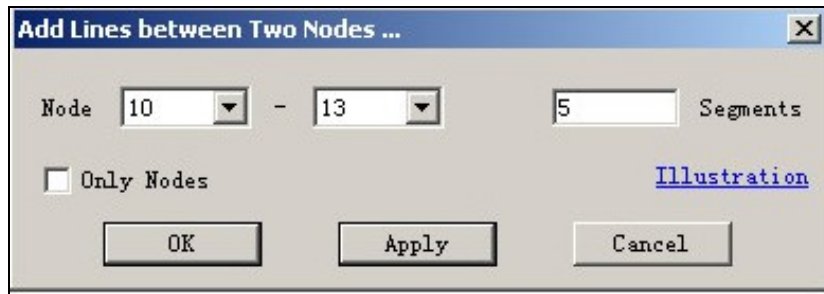 Add Lines between Two Nodes ...
Node 10 - 13 5 Segments
Only Nodes Illustration
OK Apply Cancel